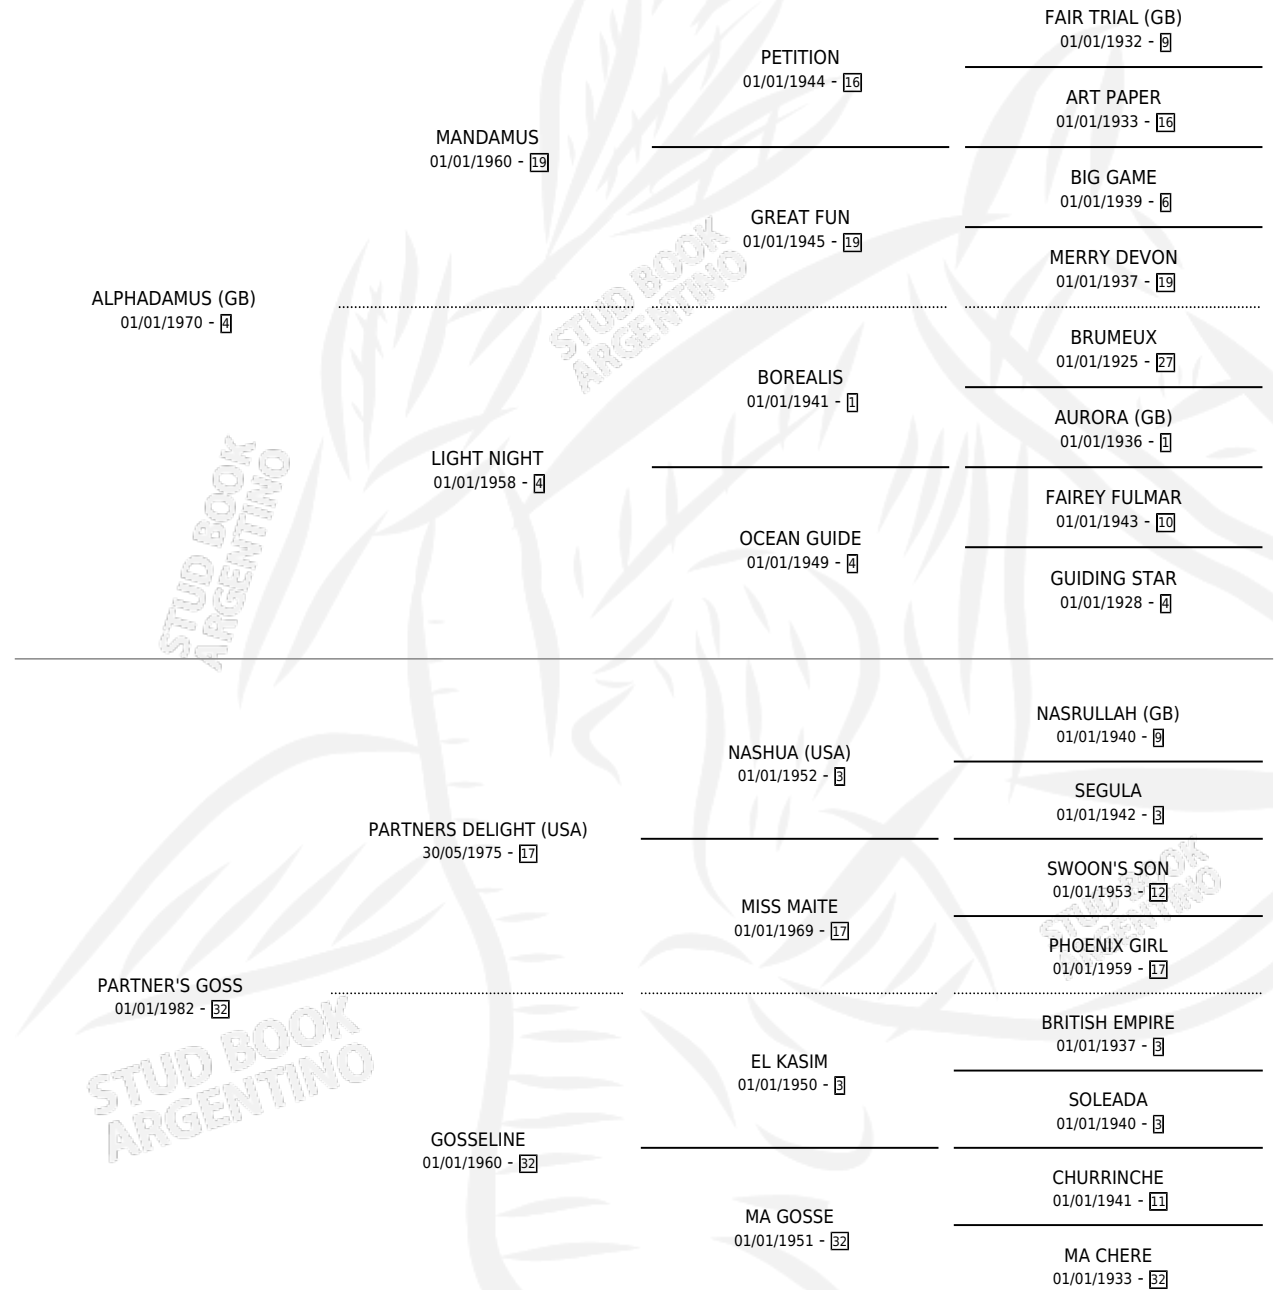 FAIR TRIAL (GB)
01/01/1932 - 9
PETITION
01/01/1944 - 16
ART PAPER
01/01/1933 - 16
MANDAMUS
01/01/1960 - 19
BIG GAME
01/01/1939 - 6
GREAT FUN
01/01/1945 - 19
MERRY DEVON
01/01/1937 - 19
ALPHADAMUS (GB)
01/01/1970 - 4
BRUMEUX
01/01/1925 - 27
BOREALIS
01/01/1941 - 1
AURORA (GB)
01/01/1936 - 1
LIGHT NIGHT
01/01/1958 - 4
FAIREY FULMAR
01/01/1943 - 10
OCEAN GUIDE
01/01/1949 - 4
GUIDING STAR
01/01/1928 - 4
STUD BOOK
ARGENTINO
STUD BOOK
ARGENTINO
NASRULLAH (GB)
01/01/1940 - 9
NASHUA (USA)
01/01/1952 - 3
SEGULA
01/01/1942 - 3
PARTNERS DELIGHT (USA)
30/05/1975 - 17
SWOON'S SON
01/01/1953 - 12
MISS MAITE
01/01/1969 - 17
PHOENIX GIRL
01/01/1959 - 17
STUD BOOK
ARGENTINO
PARTNER'S GOSS
01/01/1982 - 32
BRITISH EMPIRE
01/01/1937 - 3
EL KASIM
01/01/1950 - 3
SOLEADA
01/01/1940 - 3
GOSSELINE
01/01/1960 - 32
CHURRINCHE
01/01/1941 - 11
MA GOSSE
01/01/1951 - 32
MA CHERE
01/01/1933 - 32
STUD BOOK
ARGENTINO